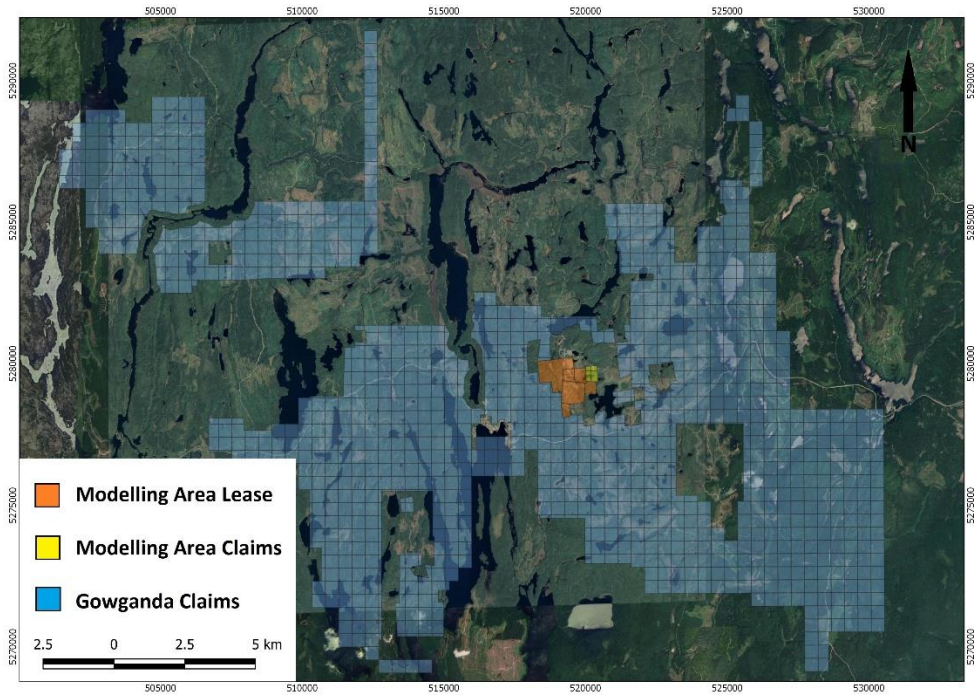 505000 510000 515000 520000 525000 530000
5290000 5290000
N
5285000 5285000
5280000 5280000
5275000 5275000
5270000 5270000
Modelling Area Lease
Modelling Area Claims
Gowganda Claims
2.5 0 2.5 5 km
505000 510000 515000 520000 525000 530000